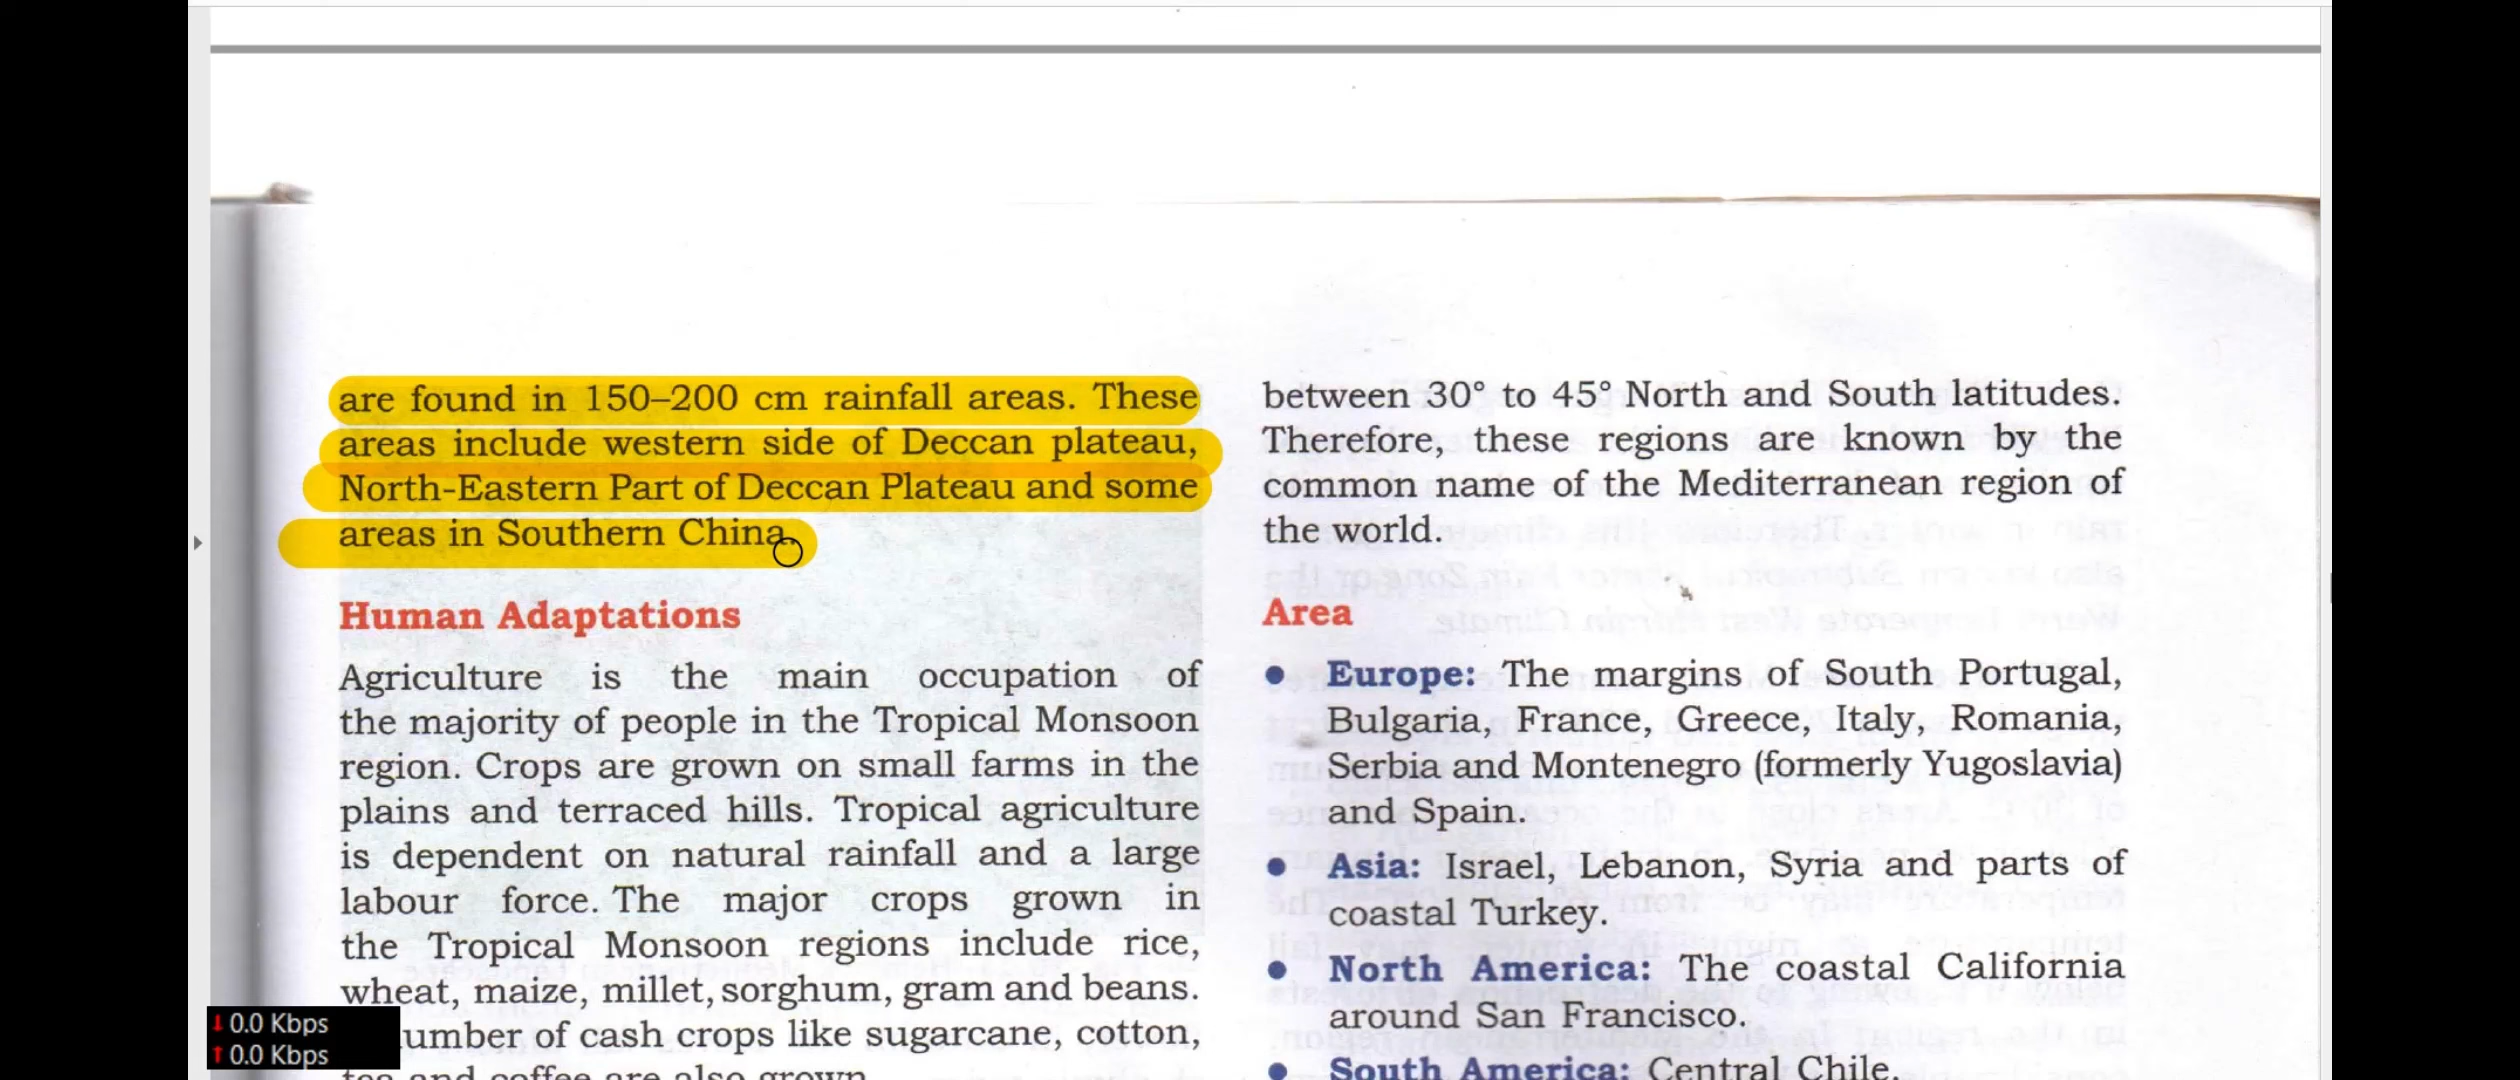 are found in 150–200 cm rainfall areas. These
areas include western side of Deccan plateau,
North-Eastern Part of Deccan Plateau and some
areas in Southern China.
Human Adaptations
Agriculture is the main occupation of
the majority of people in the Tropical Monsoon
region. Crops are grown on small farms in the
plains and terraced hills. Tropical agriculture
is dependent on natural rainfall and a large
labour force. The major crops grown in
the Tropical Monsoon regions include rice,
wheat, maize, millet, sorghum, gram and beans.
umber of cash crops like sugarcane, cotton,
tea and coffee are also grown.
between 30° to 45° North and South latitudes.
Therefore, these regions are known by the
common name of the Mediterranean region of
the world.
Area
• Europe: The margins of South Portugal,
Bulgaria, France, Greece, Italy, Romania,
Serbia and Montenegro (formerly Yugoslavia)
and Spain.
• Asia: Israel, Lebanon, Syria and parts of
coastal Turkey.
• North America: The coastal California
around San Francisco.
• South America: Central Chile.
0.0 Kbps
0.0 Kbps